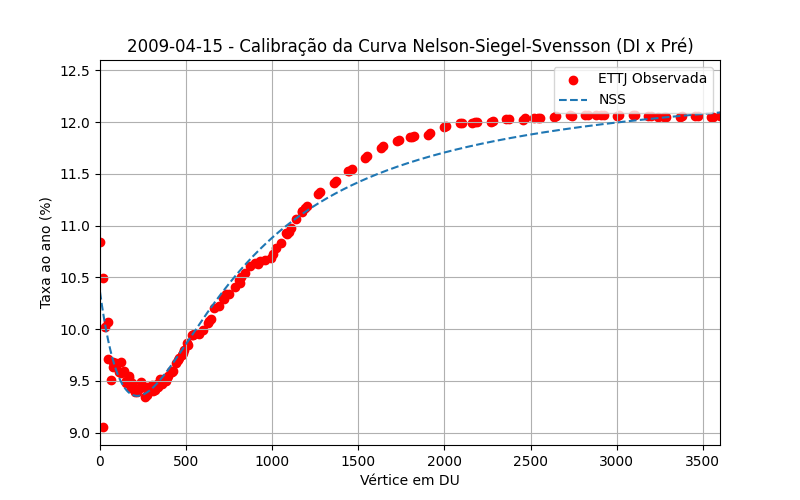 2009-04-15 - Calibração da Curva Nelson-Siegel-Svensson (DI x Pré)
ETTJ Observada
NSS
Taxa ao ano (%)
12.5
12.0
11.5
11.0
10.5
10.0
9.5
9.0
0 500 1000 1500 2000 2500 3000 3500
Vértice em DU